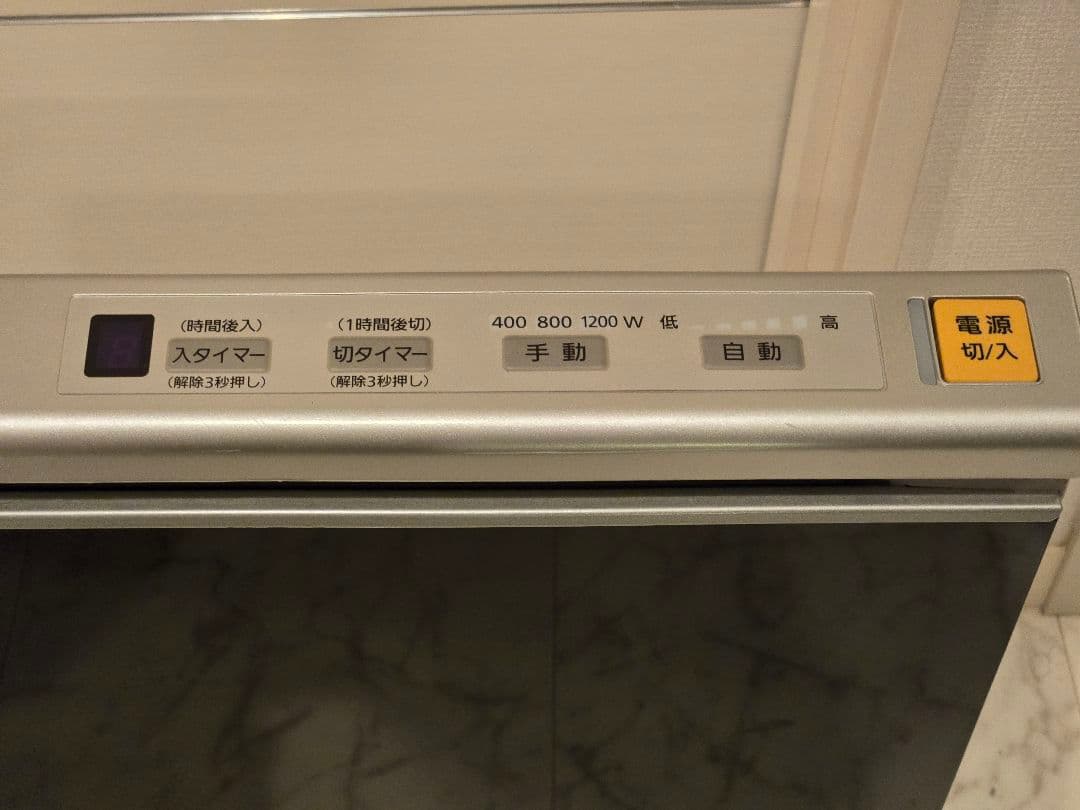 (時間後入)
入タイマー
(解除3秒押し)
(1時間後切)
切タイマー
(解除3秒押し)
400 800 1200 W
手動
低 高
自動
電源
切/入